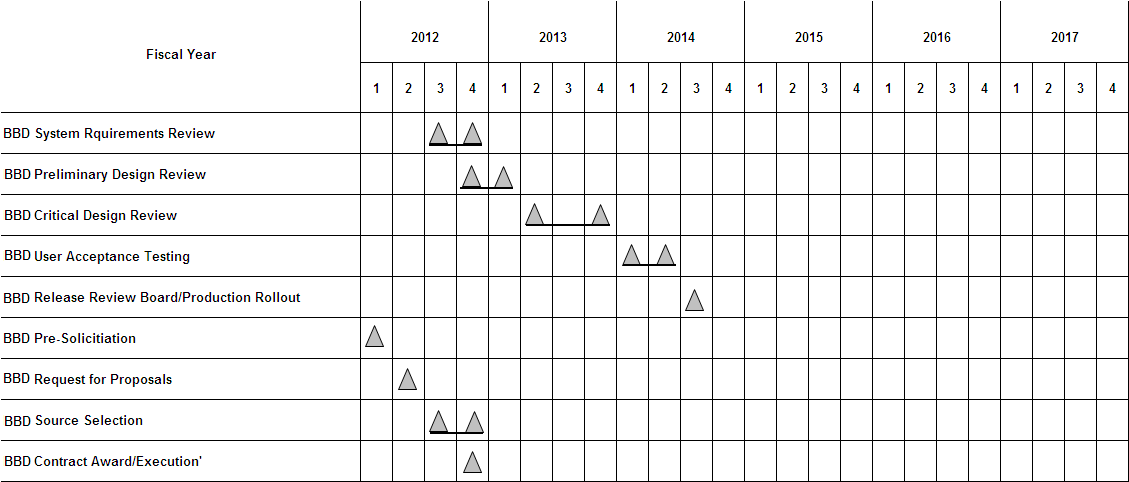 2012 2013 2014 2015 2016 2017
Fiscal Year
1 2 3 4 1 2 3 4 1 2 3 4 1 2 3 4 1 2 3 4 1 2 3 4
BBD System Rquirements Review
BBD Preliminary Design Review
BBD Critical Design Review
BBD User Acceptance Testing
BBD Release Review Board/Production Rollout
BBD Pre-Solicitiation
BBD Request for Proposals
BBD Source Selection
BBD Contract Award/Execution'